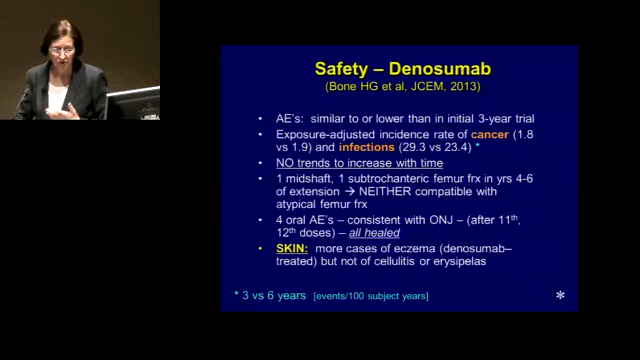 Safety – Denosumab
(Bone HG et al, JCEM, 2013)
• AE's: similar to or lower than in initial 3-year trial
• Exposure-adjusted incidence rate of cancer (1.8
vs 1.9) and infections (29.3 vs 23.4) *
• NO trends to increase with time
• 1 midshaft, 1 subtrochanteric femur frx in yrs 4-6
of extension → NEITHER compatible with
atypical femur frx
• 4 oral AE's – consistent with ONJ – (after 11th,
12th doses) – all healed
• SKIN: more cases of eczema (denosumab–
treated) but not of cellulitis or erysipelas
* 3 vs 6 years [events/100 subject years]
*